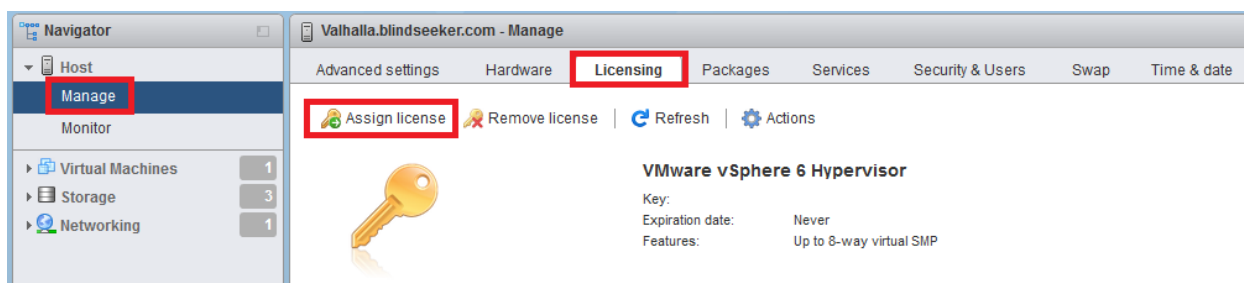 Navigator
Host
Manage
Monitor
Virtual Machines 1
Storage 3
Networking 1
Valhalla.blindseeker.com - Manage
Advanced settings Hardware Licensing Packages Services Security & Users Swap Time & date
Assign license Remove license | Refresh | Actions
VMware vSphere 6 Hypervisor
Key:
Expiration date: Never
Features: Up to 8-way virtual SMP